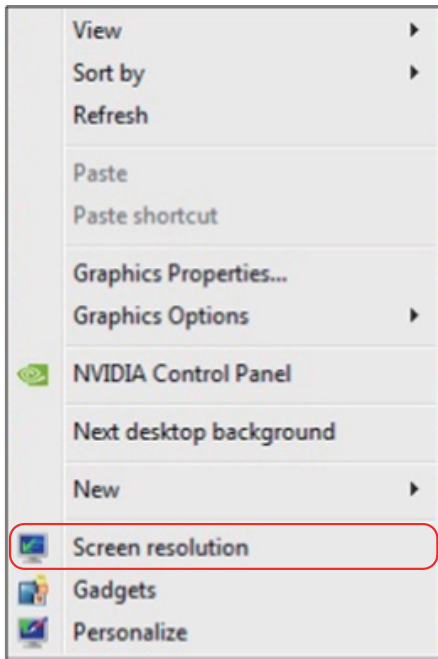 View
Sort by
Refresh
Paste
Paste shortcut
Graphics Properties...
Graphics Options
NVIDIA Control Panel
Next desktop background
New
Screen resolution
Gadgets
Personalize